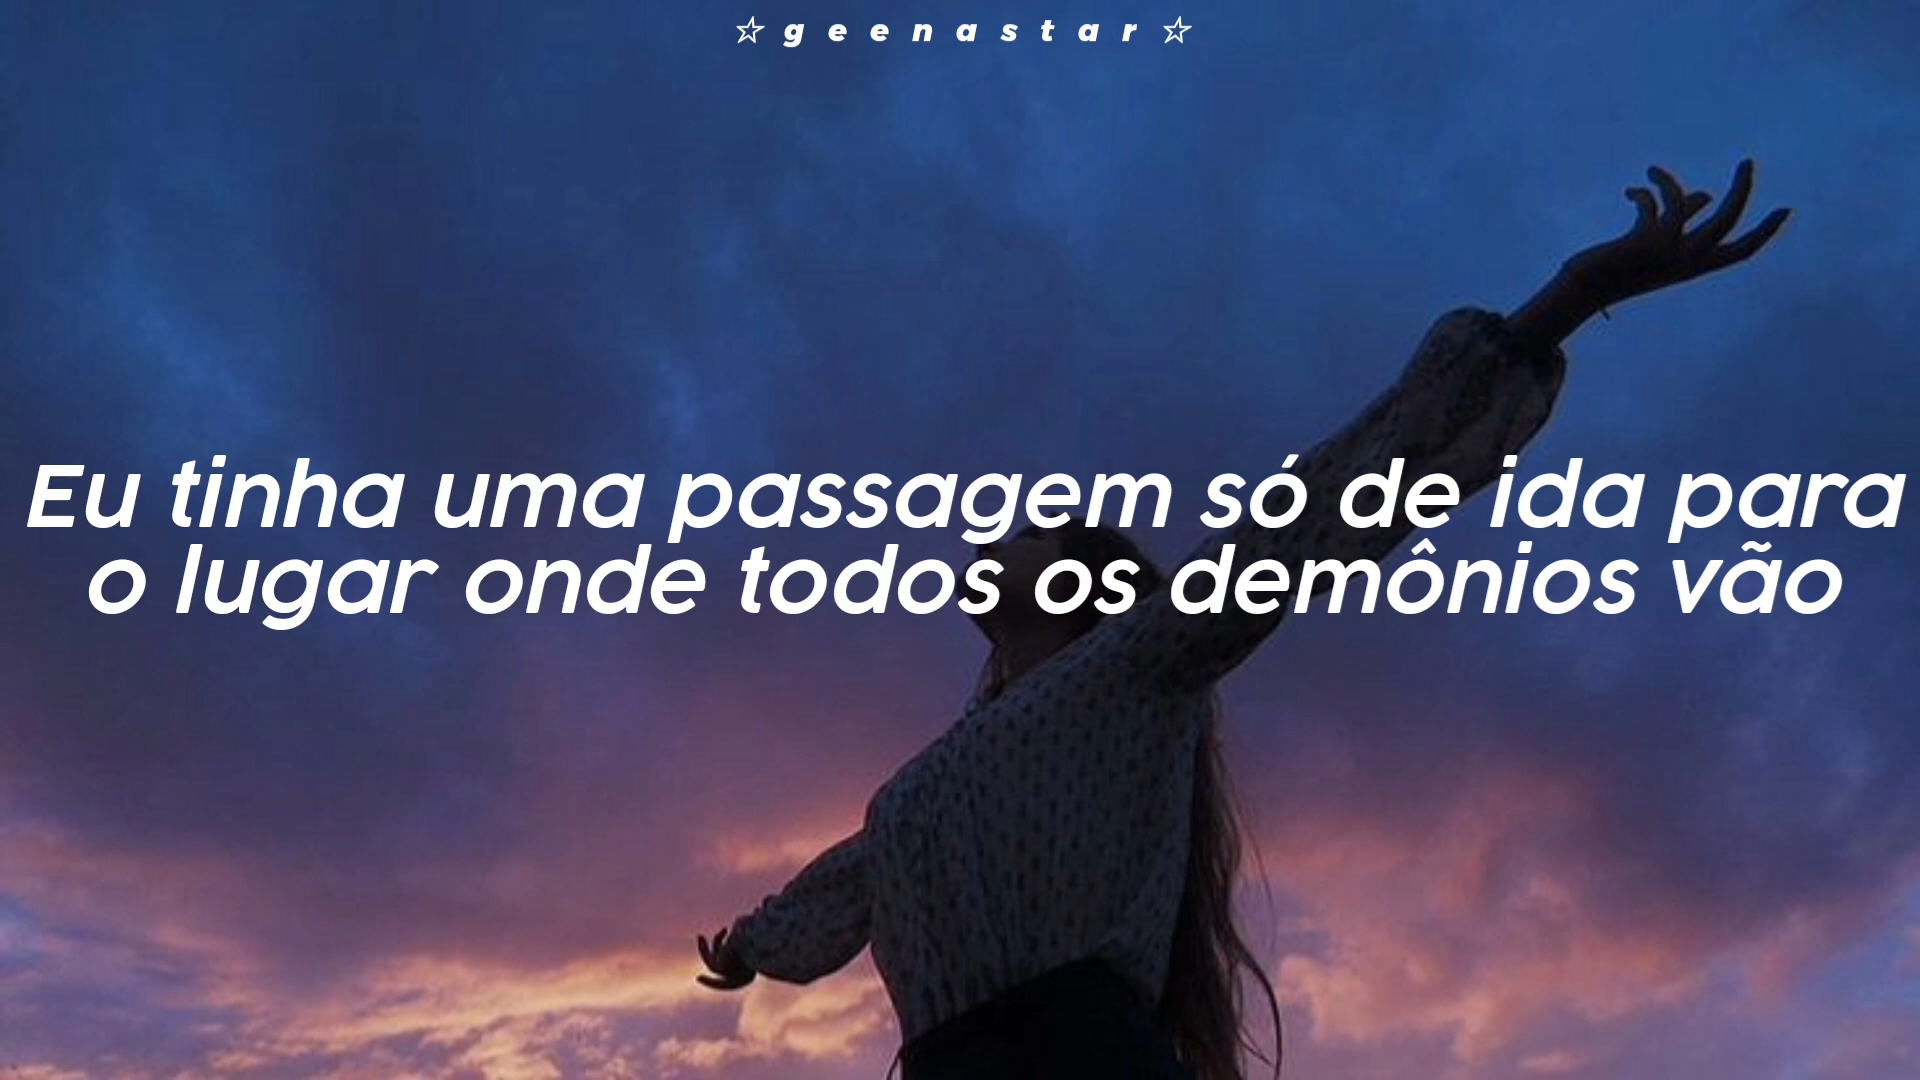 ☆ g e e n a s t a r ☆
Eu tinha uma passagem só de ida para
o lugar onde todos os demônios vão